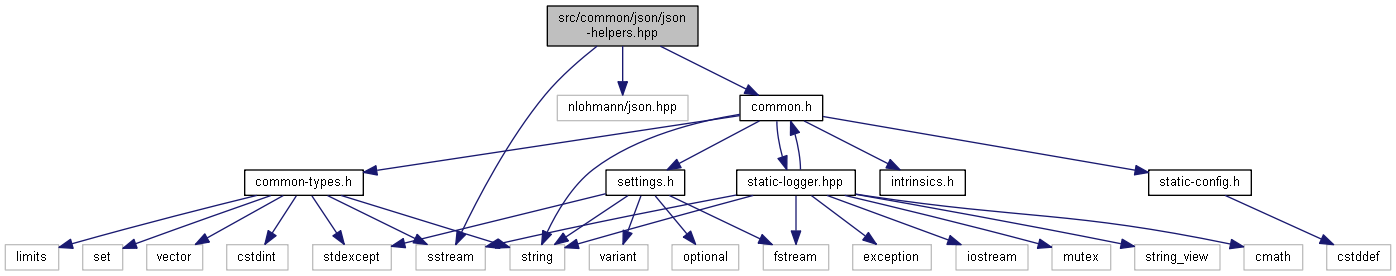 src/common/json/json
-helpers.hpp
nlohmann/json.hpp
common.h
common-types.h
settings.h
static-logger.hpp
intrinsics.h
static-config.h
limits
set
vector
cstdint
stdexcept
sstream
string
variant
optional
fstream
exception
iostream
mutex
string_view
cmath
cstddef